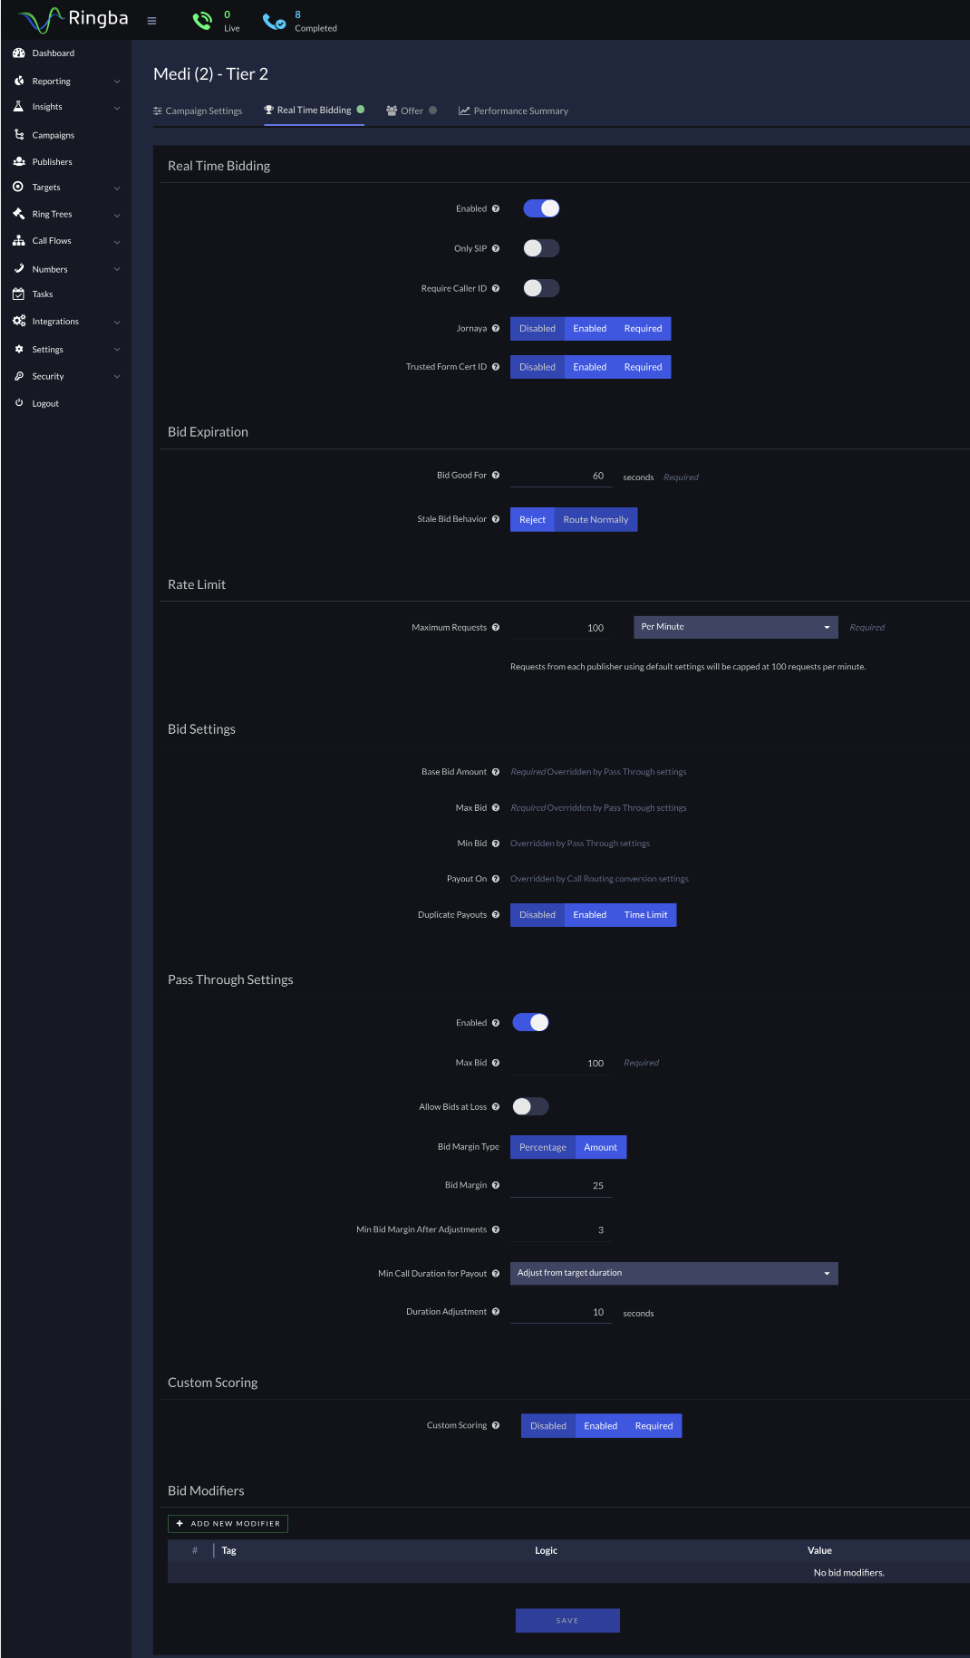 Ringba
0
Live
8
Completed
Dashboard
Reporting
Insights
Campaigns
Publishers
Targets
Ring Trees
Call Flows
Numbers
Tasks
Integrations
Settings
Security
Logout
Medi (2) - Tier 2
Campaign Settings
Real Time Bidding
Offer
Performance Summary
Real Time Bidding
Enabled
Only SIP
Require Caller ID
Jornaya Disabled Enabled Required
Trusted Form Cert ID Disabled Enabled Required
Bid Expiration
Bid Good For 60 seconds Required
Stale Bid Behavior Reject Route Normally
Rate Limit
Maximum Requests 100 Per Minute Required
Requests from each publisher using default settings will be capped at 100 requests per minute.
Bid Settings
Base Bid Amount Required Overridden by Pass Through settings
Max Bid Required Overridden by Pass Through settings
Min Bid Overridden by Pass Through settings
Payout On Overridden by Call Routing conversion settings
Duplicate Payouts Disabled Enabled Time Limit
Pass Through Settings
Enabled
Max Bid 100 Required
Allow Bids at Loss
Bid Margin Type Percentage Amount
Bid Margin 25
Min Bid Margin After Adjustments 3
Min Call Duration for Payout Adjust from target duration
Duration Adjustment 10 seconds
Custom Scoring
Custom Scoring Disabled Enabled Required
Bid Modifiers
+ ADD NEW MODIFIER
# Tag Logic Value
No bid modifiers.
SAVE